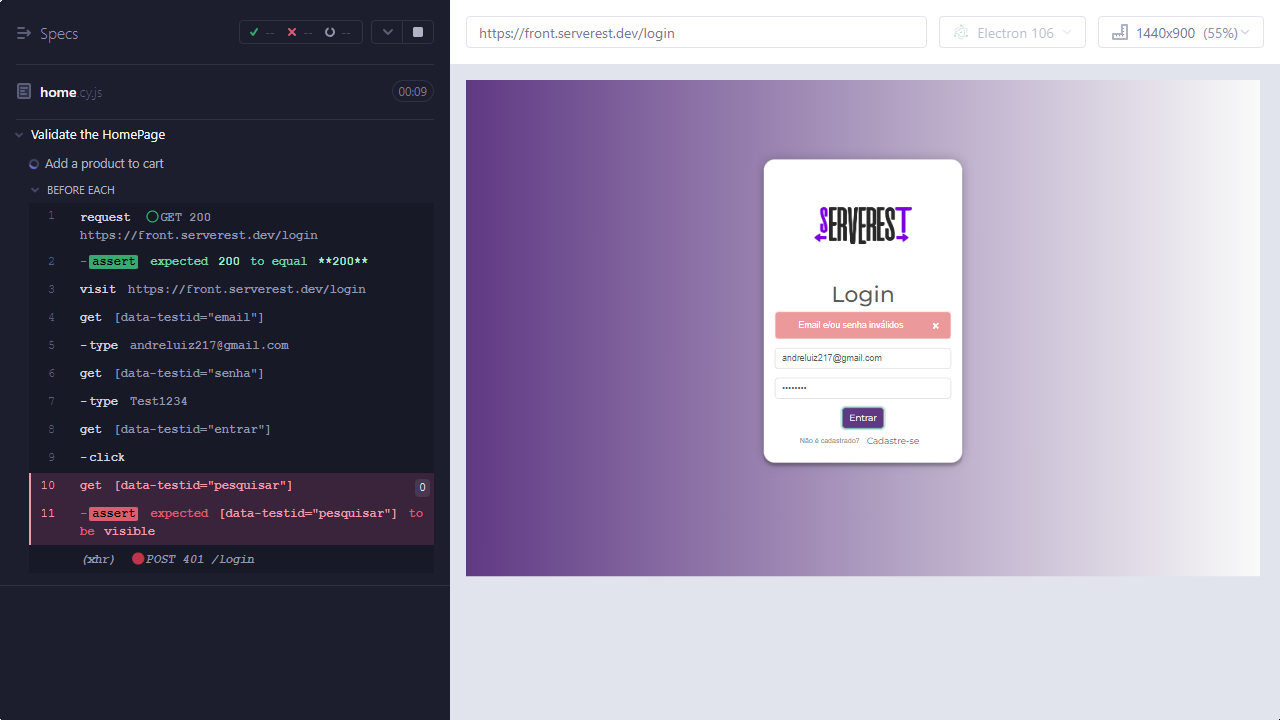 Specs
-- -- --
home.cy.js
00:09
Validate the HomePage
Add a product to cart
BEFORE EACH
1 request GET 200
https://front.serverest.dev/login
2 -assert expected 200 to equal **200**
3 visit https://front.serverest.dev/login
4 get [data-testid="email"]
5 -type andreluiz217@gmail.com
6 get [data-testid="senha"]
7 -type Test1234
8 get [data-testid="entrar"]
9 -click
10 get [data-testid="pesquisar"] 0
11 -assert expected [data-testid="pesquisar"] to
be visible
(xhr) POST 401 /login
https://front.serverest.dev/login
Electron 106
1440x900 (55%)
SERVEREST
Login
Email e/ou senha inválidos ×
andreluiz217@gmail.com
••••••••
Entrar
Não é cadastrado? Cadastre-se